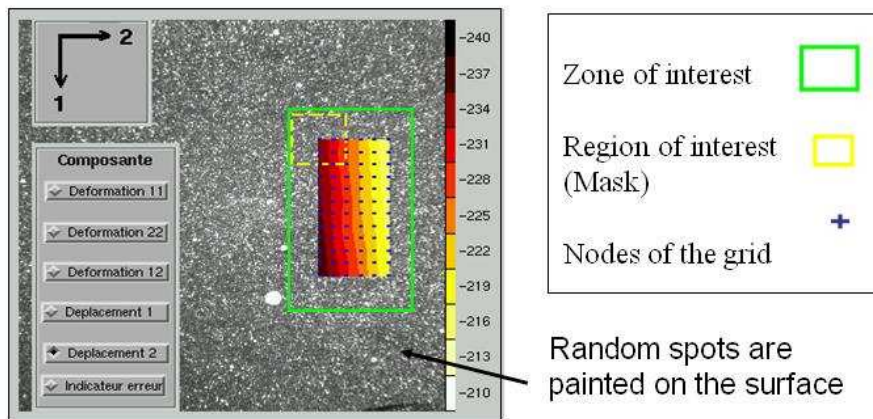 2
1
Composante
Deformation 11
Deformation 22
Deformation 12
Deplacement 1
Deplacement 2
Indicateur erreur
-240
-237
-234
-231
-228
-225
-222
-219
-216
-213
-210
Zone of interest
Region of interest
(Mask)
Nodes of the grid
Random spots are
painted on the surface